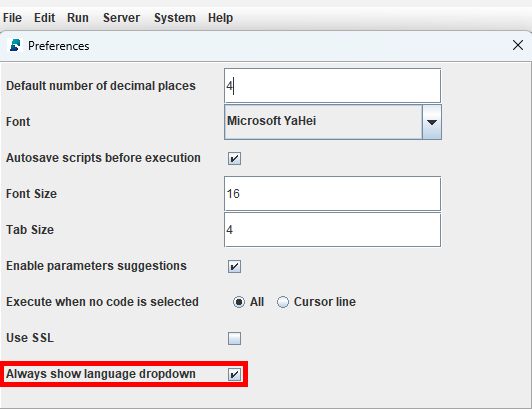 File Edit Run Server System Help
Preferences
Default number of decimal places 4
Font Microsoft YaHei
Autosave scripts before execution
Font Size 16
Tab Size 4
Enable parameters suggestions
Execute when no code is selected All Cursor line
Use SSL
Always show language dropdown